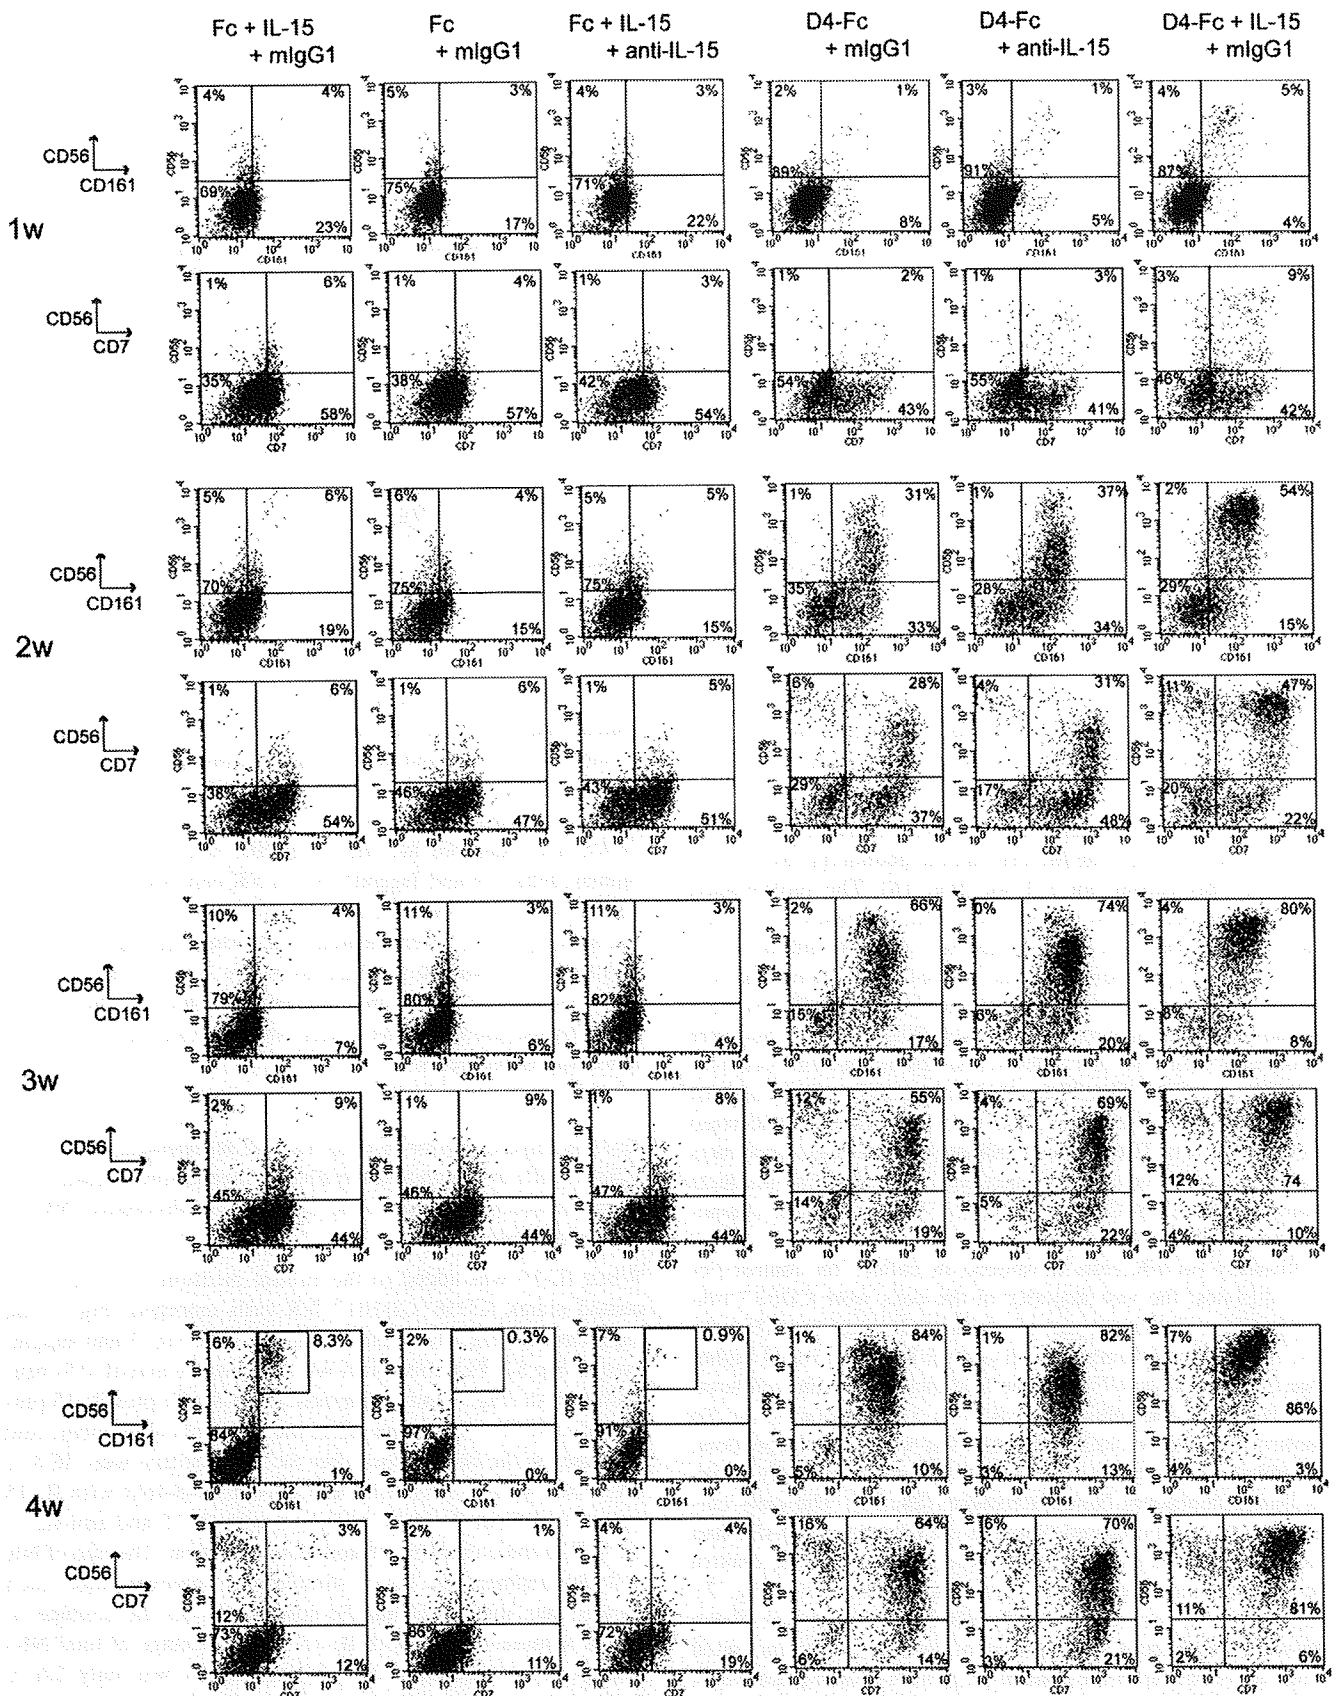 Fc + IL-15 + mIgG1
Fc + mIgG1
Fc + IL-15 + anti-IL-15
D4-Fc + mIgG1
D4-Fc + anti-IL-15
D4-Fc + IL-15 + mIgG1
1w
CD56
CD161
4% 4% 69% 23%
5% 3% 75% 17%
4% 3% 71% 22%
2% 1% 89% 8%
3% 1% 91% 5%
4% 5% 87% 4%
CD56
CD7
1% 6% 35% 58%
1% 4% 38% 57%
1% 3% 42% 54%
1% 2% 54% 43%
1% 3% 55% 41%
3% 9% 46% 42%
2w
CD56
CD161
5% 6% 70% 19%
6% 4% 75% 15%
5% 5% 75% 15%
1% 31% 35% 33%
1% 37% 28% 34%
2% 54% 29% 15%
CD56
CD7
1% 6% 38% 54%
1% 6% 46% 47%
1% 5% 43% 51%
6% 28% 29% 37%
4% 31% 17% 48%
11% 47% 20% 22%
3w
CD56
CD161
10% 4% 79% 7%
11% 3% 80% 6%
11% 3% 82% 4%
2% 66% 15% 17%
0% 74% 6% 20%
4% 80% 8% 8%
CD56
CD7
2% 9% 45% 44%
1% 9% 46% 44%
1% 8% 47% 44%
12% 55% 14% 19%
4% 69% 5% 22%
12% 74 4% 10%
4w
CD56
CD161
6% 8.3% 84% 1%
2% 0.3% 97% 0%
7% 0.9% 91% 0%
1% 84% 5% 10%
1% 82% 3% 13%
7% 86% 4% 3%
CD56
CD7
3% 12% 73% 12%
2% 1% 86% 11%
4% 4% 72% 19%
16% 64% 6% 14%
6% 70% 3% 21%
11% 81% 2% 6%